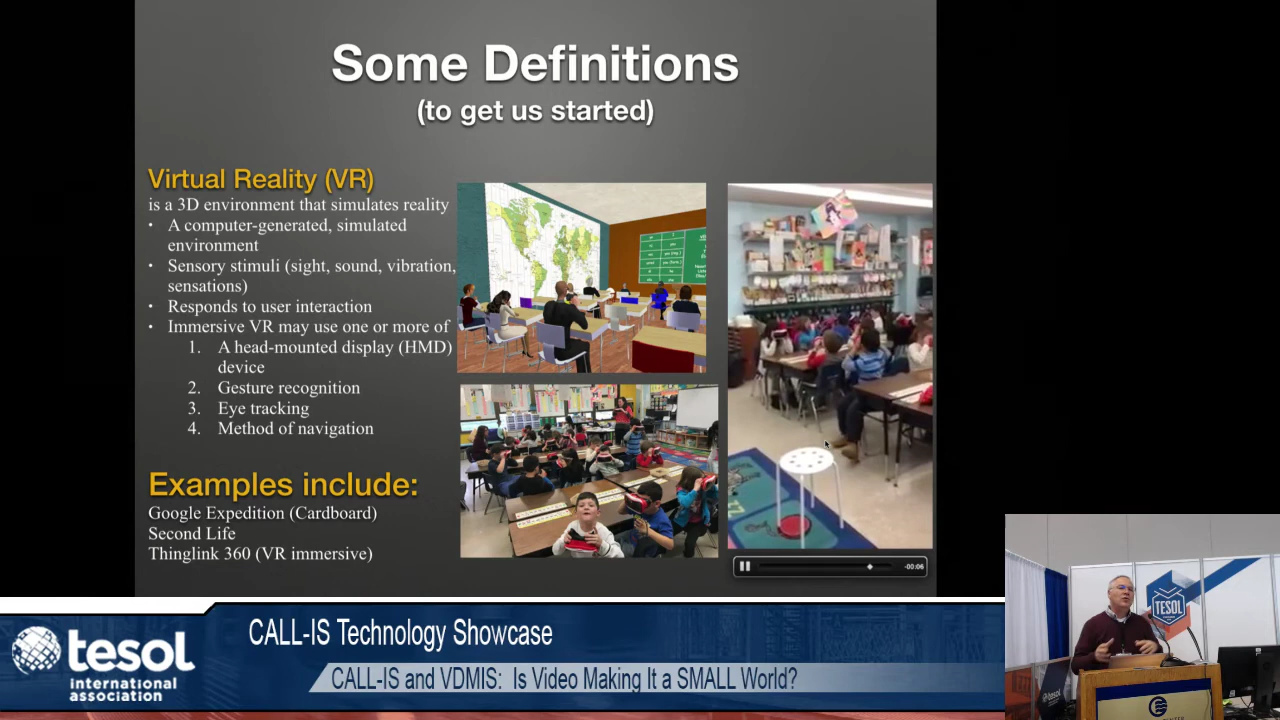 Some Definitions
(to get us started)
Virtual Reality (VR)
is a 3D environment that simulates reality
• A computer-generated, simulated
environment
• Sensory stimuli (sight, sound, vibration,
sensations)
• Responds to user interaction
• Immersive VR may use one or more of
1. A head-mounted display (HMD)
device
2. Gesture recognition
3. Eye tracking
4. Method of navigation
Examples include:
Google Expedition (Cardboard)
Second Life
Thinglink 360 (VR immersive)
-00:06
TESOL
tesol
international
association
CALL-IS Technology Showcase
CALL-IS and VDMIS: Is Video Making It a SMALL World?